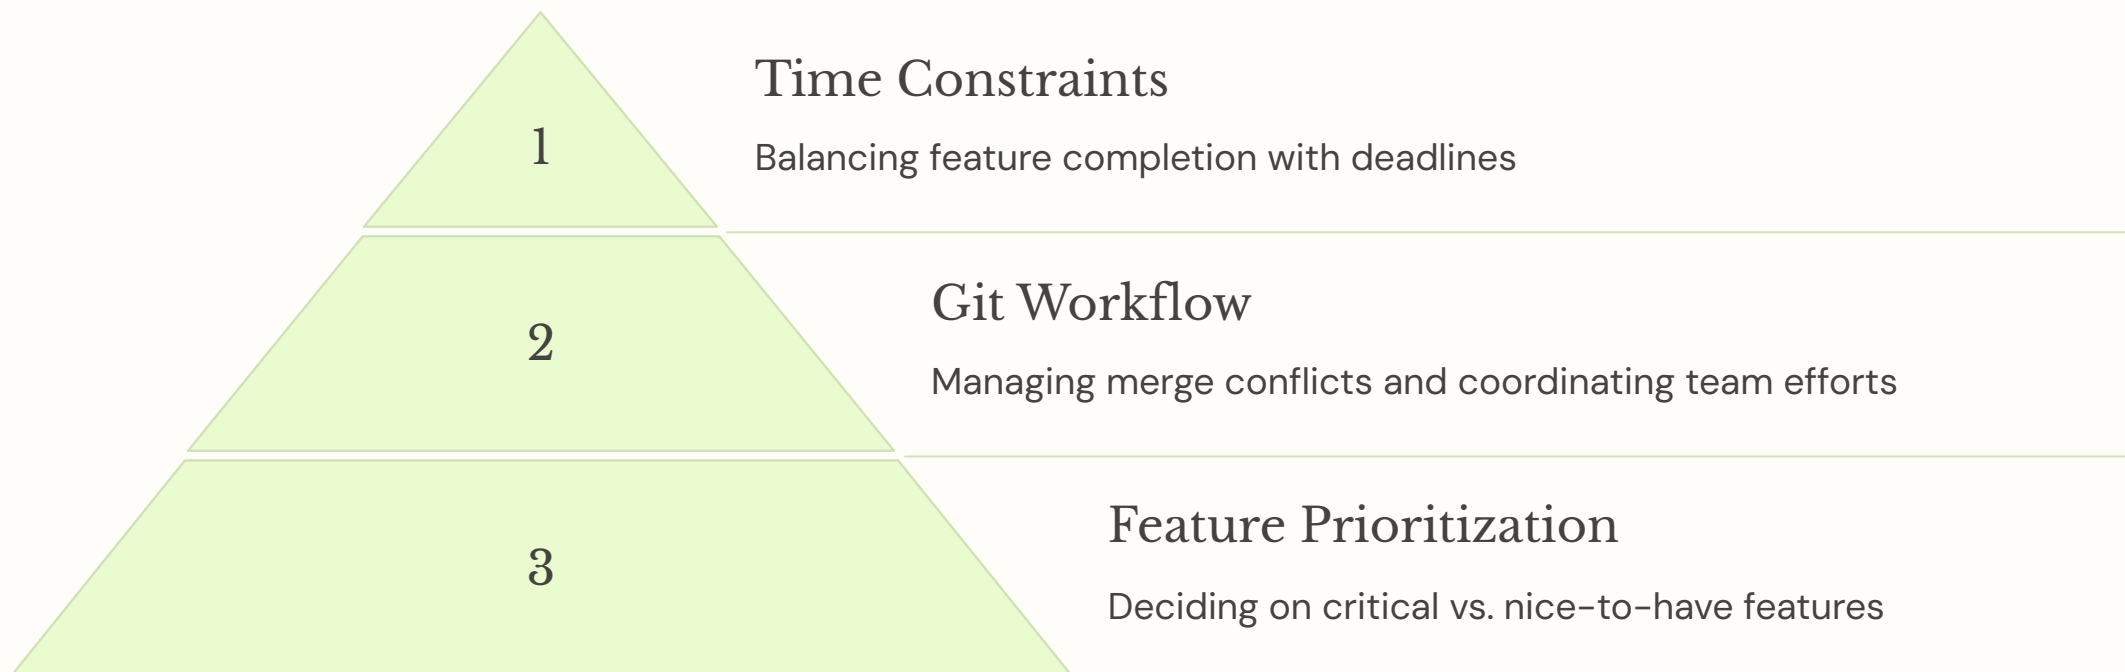 1
Time Constraints
Balancing feature completion with deadlines
2
Git Workflow
Managing merge conflicts and coordinating team efforts
3
Feature Prioritization
Deciding on critical vs. nice-to-have features